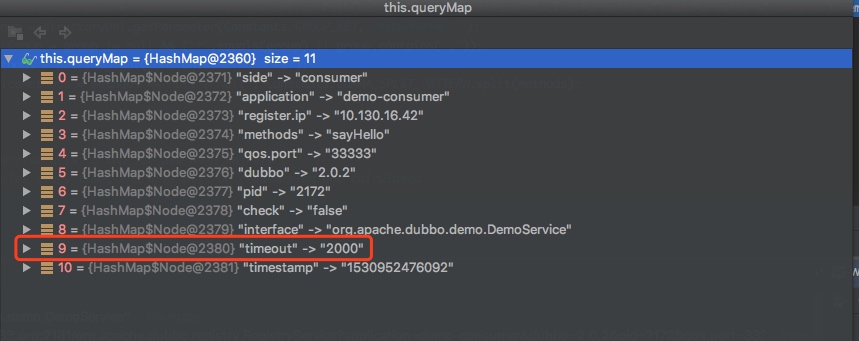 this.queryMap
this.queryMap = {HashMap@2360} size = 11
0 = {HashMap$Node@2371} "side" -> "consumer"
1 = {HashMap$Node@2372} "application" -> "demo-consumer"
2 = {HashMap$Node@2373} "register.ip" -> "10.130.16.42"
3 = {HashMap$Node@2374} "methods" -> "sayHello"
4 = {HashMap$Node@2375} "qos.port" -> "33333"
5 = {HashMap$Node@2376} "dubbo" -> "2.0.2"
6 = {HashMap$Node@2377} "pid" -> "2172"
7 = {HashMap$Node@2378} "check" -> "false"
8 = {HashMap$Node@2379} "interface" -> "org.apache.dubbo.demo.DemoService"
9 = {HashMap$Node@2380} "timeout" -> "2000"
10 = {HashMap$Node@2381} "timestamp" -> "1530952476092"